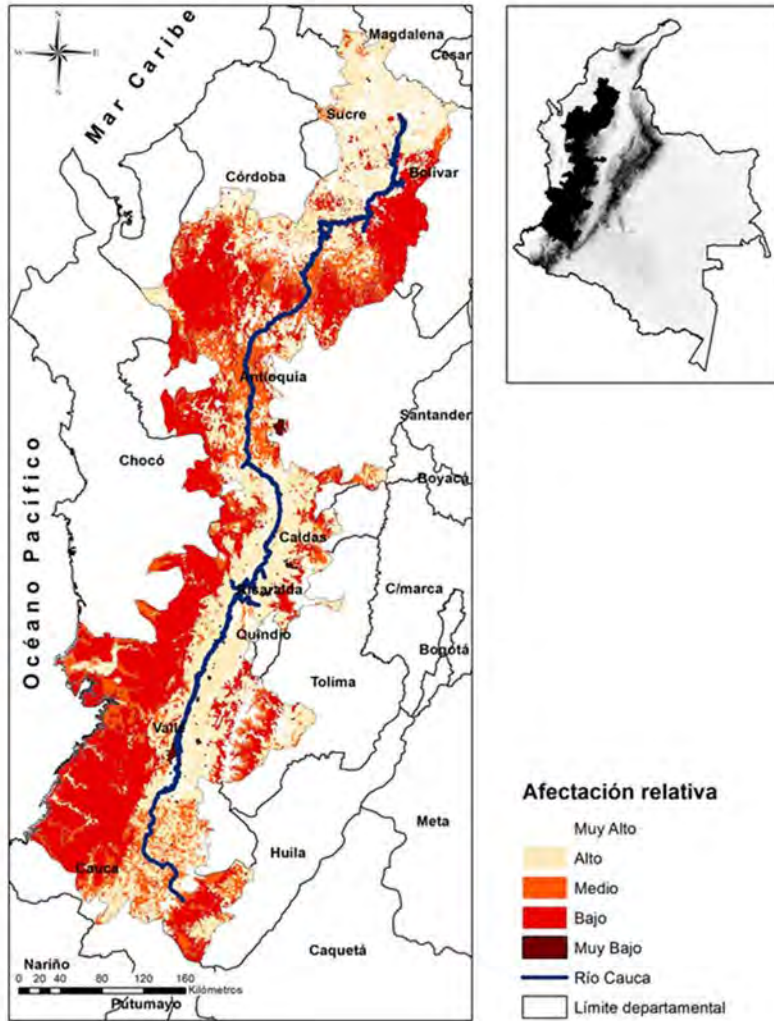 N
W E
S
Mar Caribe
Magdalena
Cesar
Sucre
Córdoba
Bolívar
Antioquia
Santander
Chocó
Boyacá
Océano Pacífico
Caldas
C/marca
Risaralda
Quindío
Bogotá
Tolima
Valle
Meta
Huila
Cauca
Caquetá
Nariño
0 20 40 80 120 160
Kilómetros
Putumayo
Afectación relativa
Muy Alto
Alto
Medio
Bajo
Muy Bajo
Río Cauca
Límite departamental